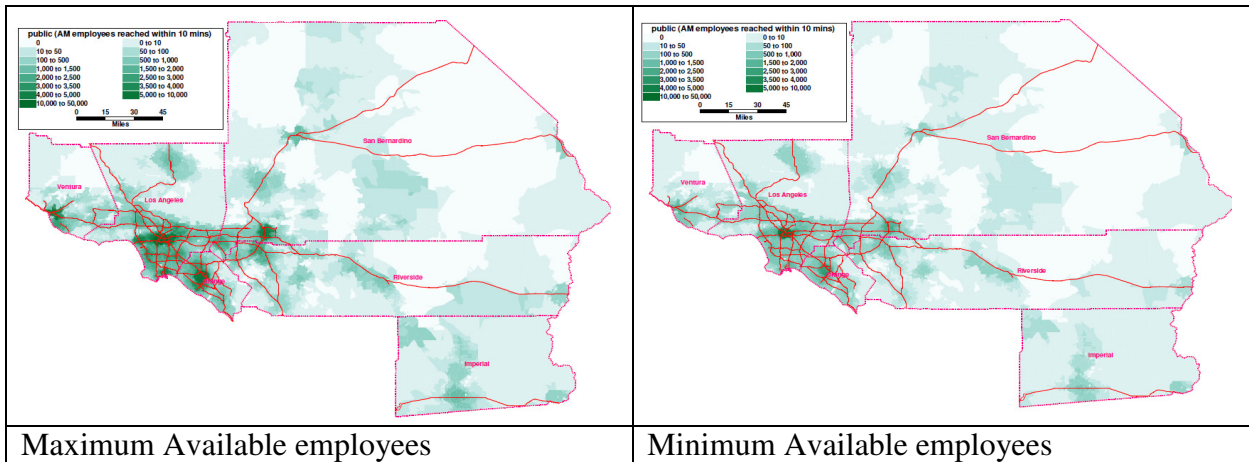 public (AM employees reached within 10 mins)
0 0 to 10
10 to 50 50 to 100
100 to 500 500 to 1,000
1,000 to 1,500 1,500 to 2,000
2,000 to 2,500 2,500 to 3,000
3,000 to 3,500 3,500 to 4,000
4,000 to 5,000 5,000 to 10,000
10,000 to 50,000
0 15 30 45
Miles
San Bernardino
Ventura
Los Angeles
Orange
Riverside
Imperial
Maximum Available employees
public (AM employees reached within 10 mins)
0 0 to 10
10 to 50 50 to 100
100 to 500 500 to 1,000
1,000 to 1,500 1,500 to 2,000
2,000 to 2,500 2,500 to 3,000
3,000 to 3,500 3,500 to 4,000
4,000 to 5,000 5,000 to 10,000
10,000 to 50,000
0 15 30 45
Miles
San Bernardino
Ventura
Los Angeles
Orange
Riverside
Imperial
Minimum Available employees